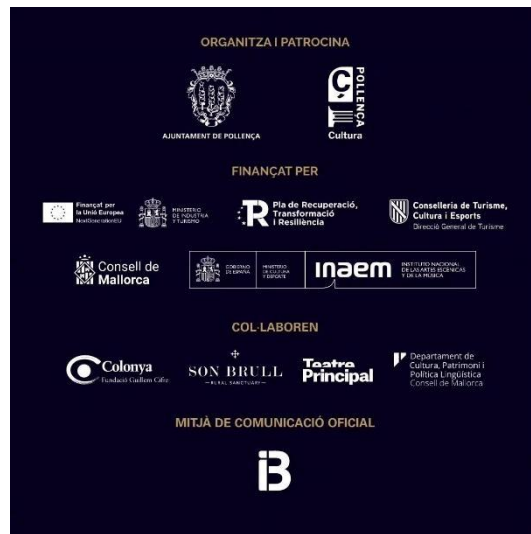 ORGANITZA I PATROCINA
AJUNTAMENT DE POLLENÇA
Ç POLLENÇA
Cultura
FINANÇAT PER
Finançat per
la Unió Europea
NextGenerationEU
MINISTERIO
DE INDUSTRIA
Y TURISMO
R Pla de Recuperació,
Transformació
i Resiliència
Conselleria de Turisme,
Cultura i Esports
Direcció General de Turisme
Consell de
Mallorca
GOBIERNO
DE ESPAÑA
MINISTERIO
DE CULTURA
Y DEPORTE
inaem
INSTITUTO NACIONAL
DE LAS ARTES ESCÉNICAS
Y DE LA MÚSICA
COL·LABOREN
Colonya
Fundació Guillem Cifre
SON BRULL
RURAL SANCTUARY
Teatre
Principal
Departament de
Cultura, Patrimoni i
Política Lingüística
Consell de Mallorca
MITJÀ DE COMUNICACIÓ OFICIAL
iB